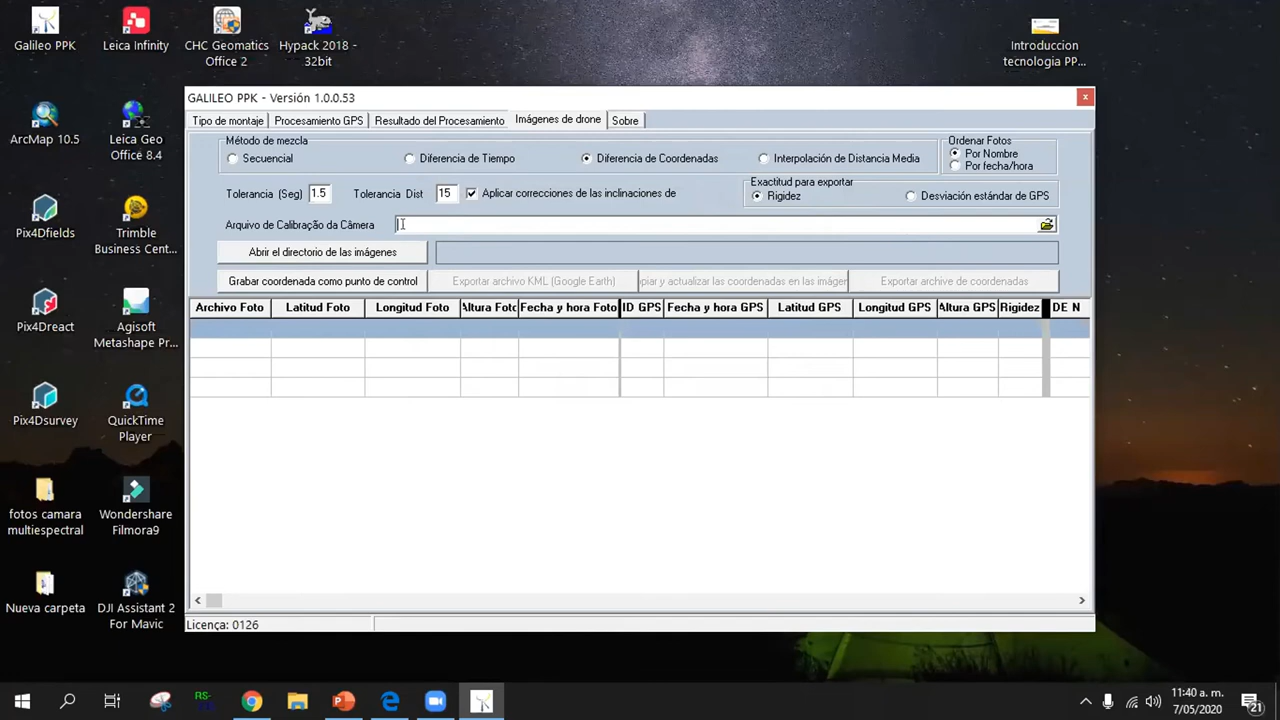 Galileo PPK
Leica Infinity
CHC Geomatics
Office 2
Hypack 2018 -
32bit
Introduccion
tecnologia PP...
GALILEO PPK - Versión 1.0.0.53
x
ArcMap 10.5
Leica Geo
Office 8.4
Tipo de montaje
Procesamiento GPS
Resultado del Procesamiento
Imágenes de drone
Sobre
Método de mezcla
Secuencial
Diferencia de Tiempo
Diferencia de Coordenadas
Interpolación de Distancia Media
Ordenar Fotos
Por Nombre
Por fecha/hora
Tolerancia (Seg)
1.5
Tolerancia Dist
15
Aplicar correcciones de las inclinaciones de
Exactitud para exportar
Rigidez
Desviación estándar de GPS
Arquivo de Calibração da Câmera
Abrir el directorio de las imágenes
Grabar coordenada como punto de control
Exportar archivo KML (Google Earth)
piar y actualizar las coordenadas en las imáger
Exportar archive de coordenadas
Archivo Foto
Latitud Foto
Longitud Foto
Altura Foto
Fecha y hora Foto
ID GPS
Fecha y hora GPS
Latitud GPS
Longitud GPS
Altura GPS
Rigidez
DE N
Pix4Dfields
Trimble
Business Cent...
Pix4Dreact
Agisoft
Metashape Pr...
Pix4Dsurvey
QuickTime
Player
fotos camara
multiespectral
Wondershare
Filmora9
Nueva carpeta
DJI Assistant 2
For Mavic
Licença: 0126
RS-
11:40 a. m.
7/05/2020
21